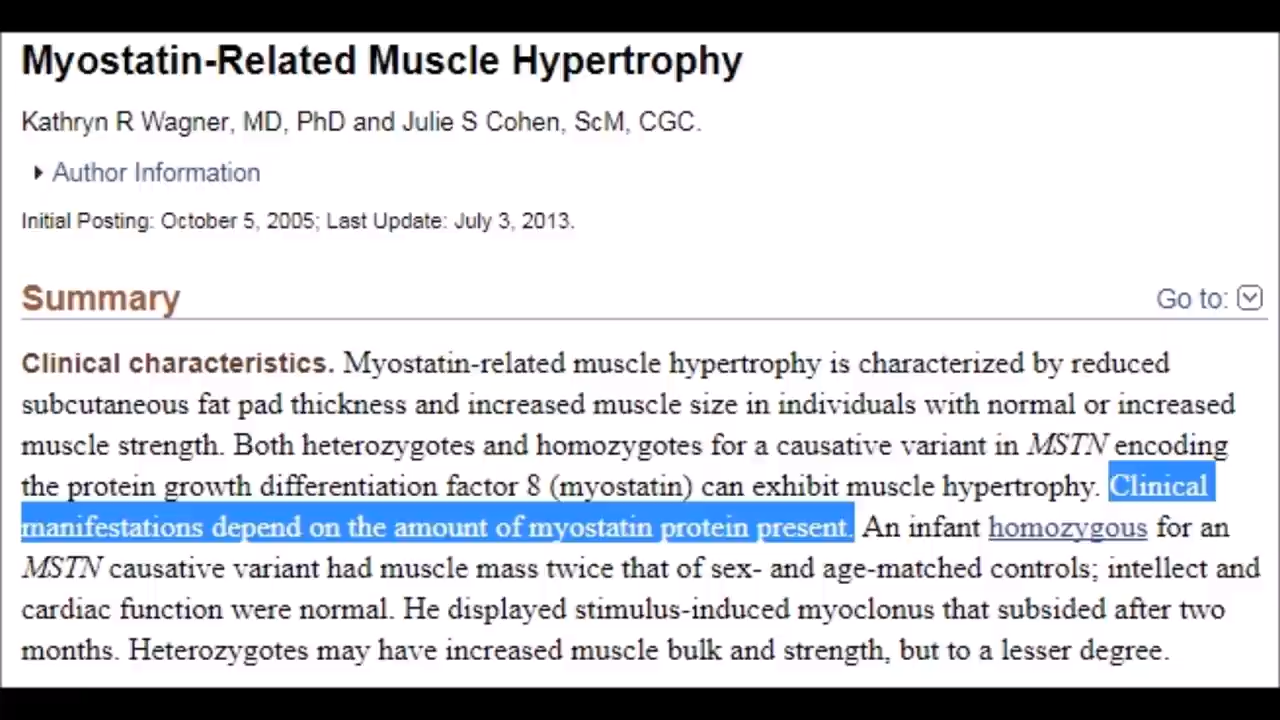 Myostatin-Related Muscle Hypertrophy
Kathryn R Wagner, MD, PhD and Julie S Cohen, ScM, CGC.
Author Information
Initial Posting: October 5, 2005; Last Update: July 3, 2013.
Summary
Go to:
Clinical characteristics. Myostatin-related muscle hypertrophy is characterized by reduced
subcutaneous fat pad thickness and increased muscle size in individuals with normal or increased
muscle strength. Both heterozygotes and homozygotes for a causative variant in MSTN encoding
the protein growth differentiation factor 8 (myostatin) can exhibit muscle hypertrophy. Clinical
manifestations depend on the amount of myostatin protein present. An infant homozygous for an
MSTN causative variant had muscle mass twice that of sex- and age-matched controls; intellect and
cardiac function were normal. He displayed stimulus-induced myoclonus that subsided after two
months. Heterozygotes may have increased muscle bulk and strength, but to a lesser degree.